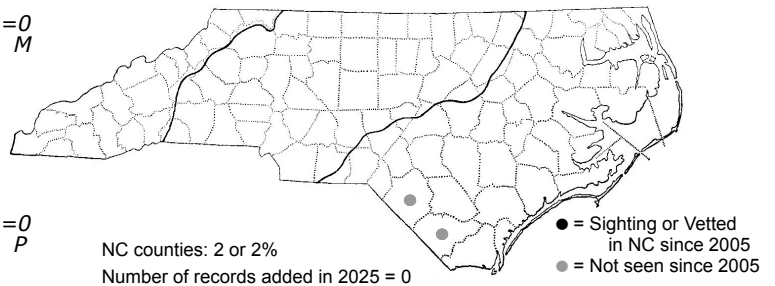 =0
M
=0
P
NC counties: 2 or 2%
Number of records added in 2025 = 0
● = Sighting or Vetted
in NC since 2005
● = Not seen since 2005